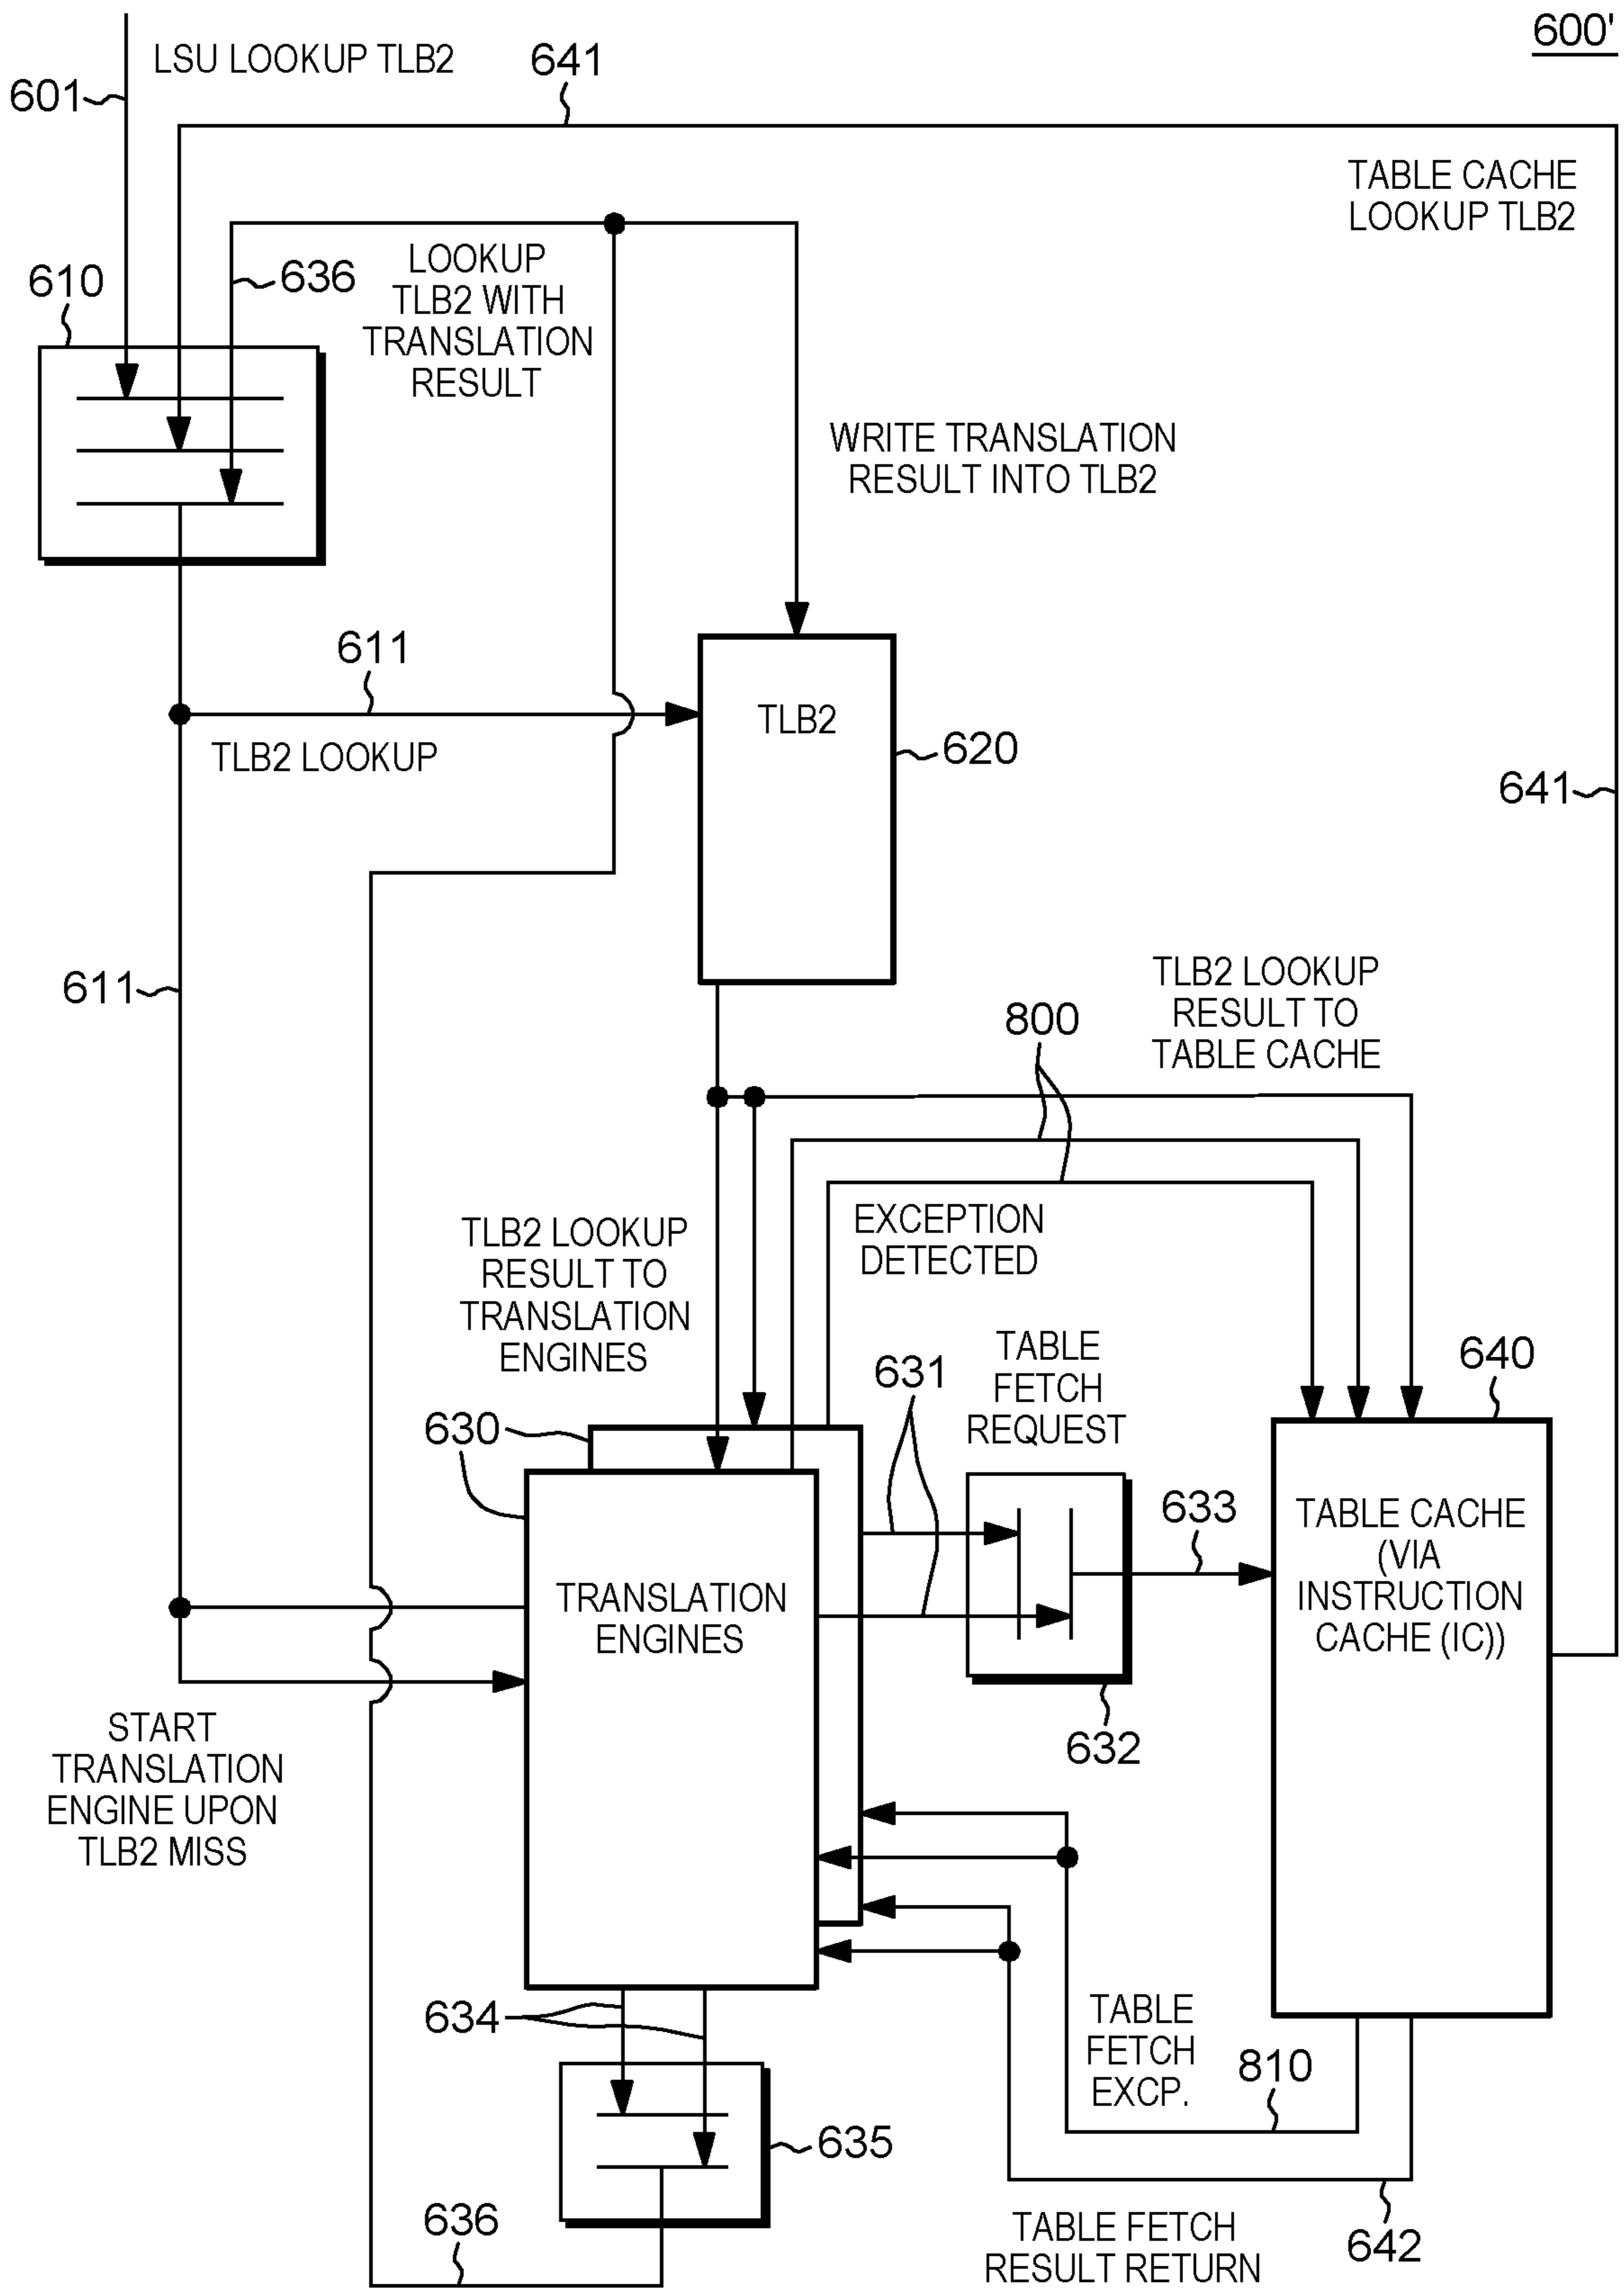 600'
LSU LOOKUP TLB2
641
601
TABLE CACHE
LOOKUP TLB2
610
636
LOOKUP
TLB2 WITH
TRANSLATION
RESULT
WRITE TRANSLATION
RESULT INTO TLB2
611
TLB2 LOOKUP
TLB2
620
641
611
TLB2 LOOKUP
RESULT TO
TABLE CACHE
800
TLB2 LOOKUP
RESULT TO
TRANSLATION
ENGINES
EXCEPTION
DETECTED
631
TABLE
FETCH
REQUEST
640
630
633
TRANSLATION
ENGINES
TABLE CACHE
(VIA
INSTRUCTION
CACHE (IC))
632
START
TRANSLATION
ENGINE UPON
TLB2 MISS
634
TABLE
FETCH
EXCP.
810
635
636
TABLE FETCH
RESULT RETURN
642